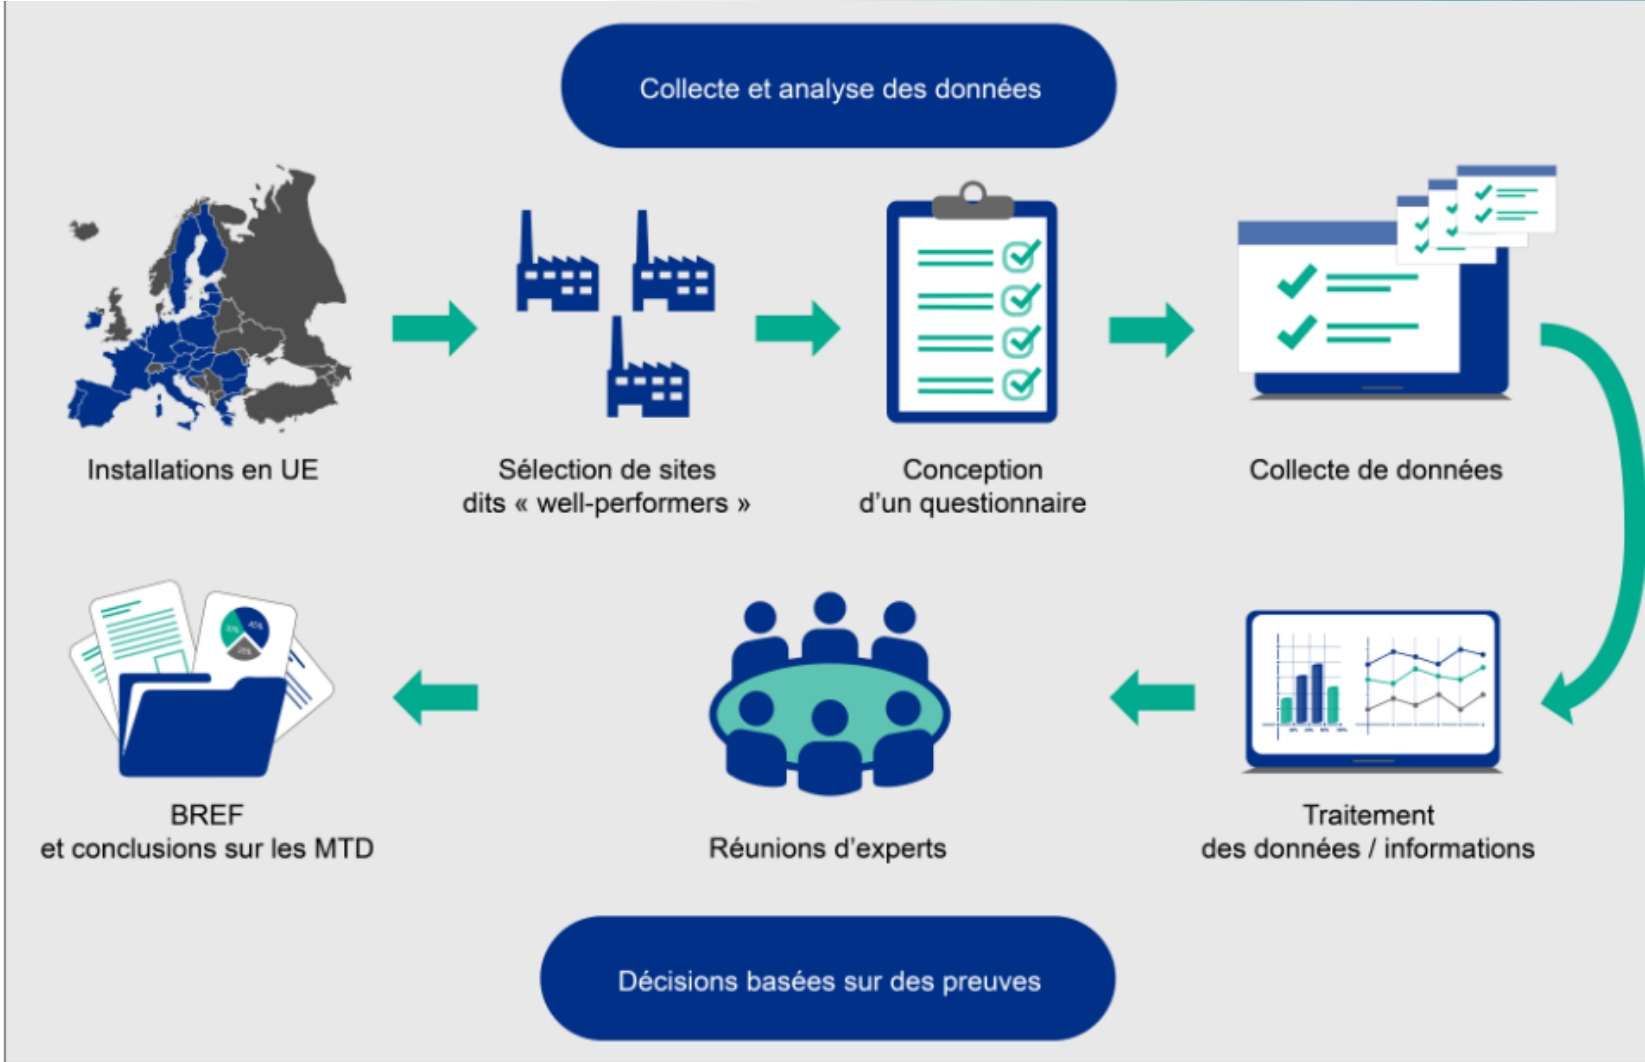 Collecte et analyse des données
Installations en UE
Sélection de sites
dits « well-performers »
Conception
d'un questionnaire
Collecte de données
BREF
et conclusions sur les MTD
Réunions d'experts
Traitement
des données / informations
Décisions basées sur des preuves